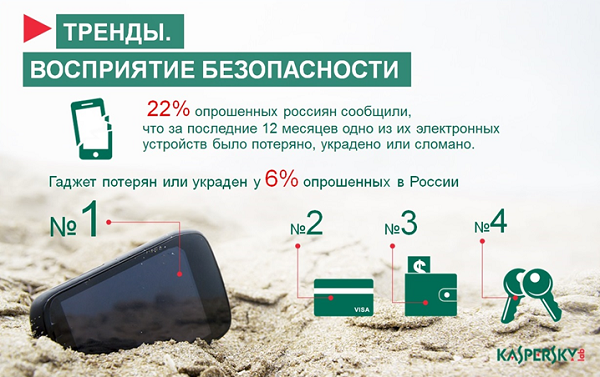 ТРЕНДЫ.
ВОСПРИЯТИЕ БЕЗОПАСНОСТИ
22% опрошенных россиян сообщили,
что за последние 12 месяцев одно из их электронных
устройств было потеряно, украдено или сломано.
Гаджет потерян или украден у 6% опрошенных в России
№1
№2
№3
№4
VISA
KASPERSKY lab